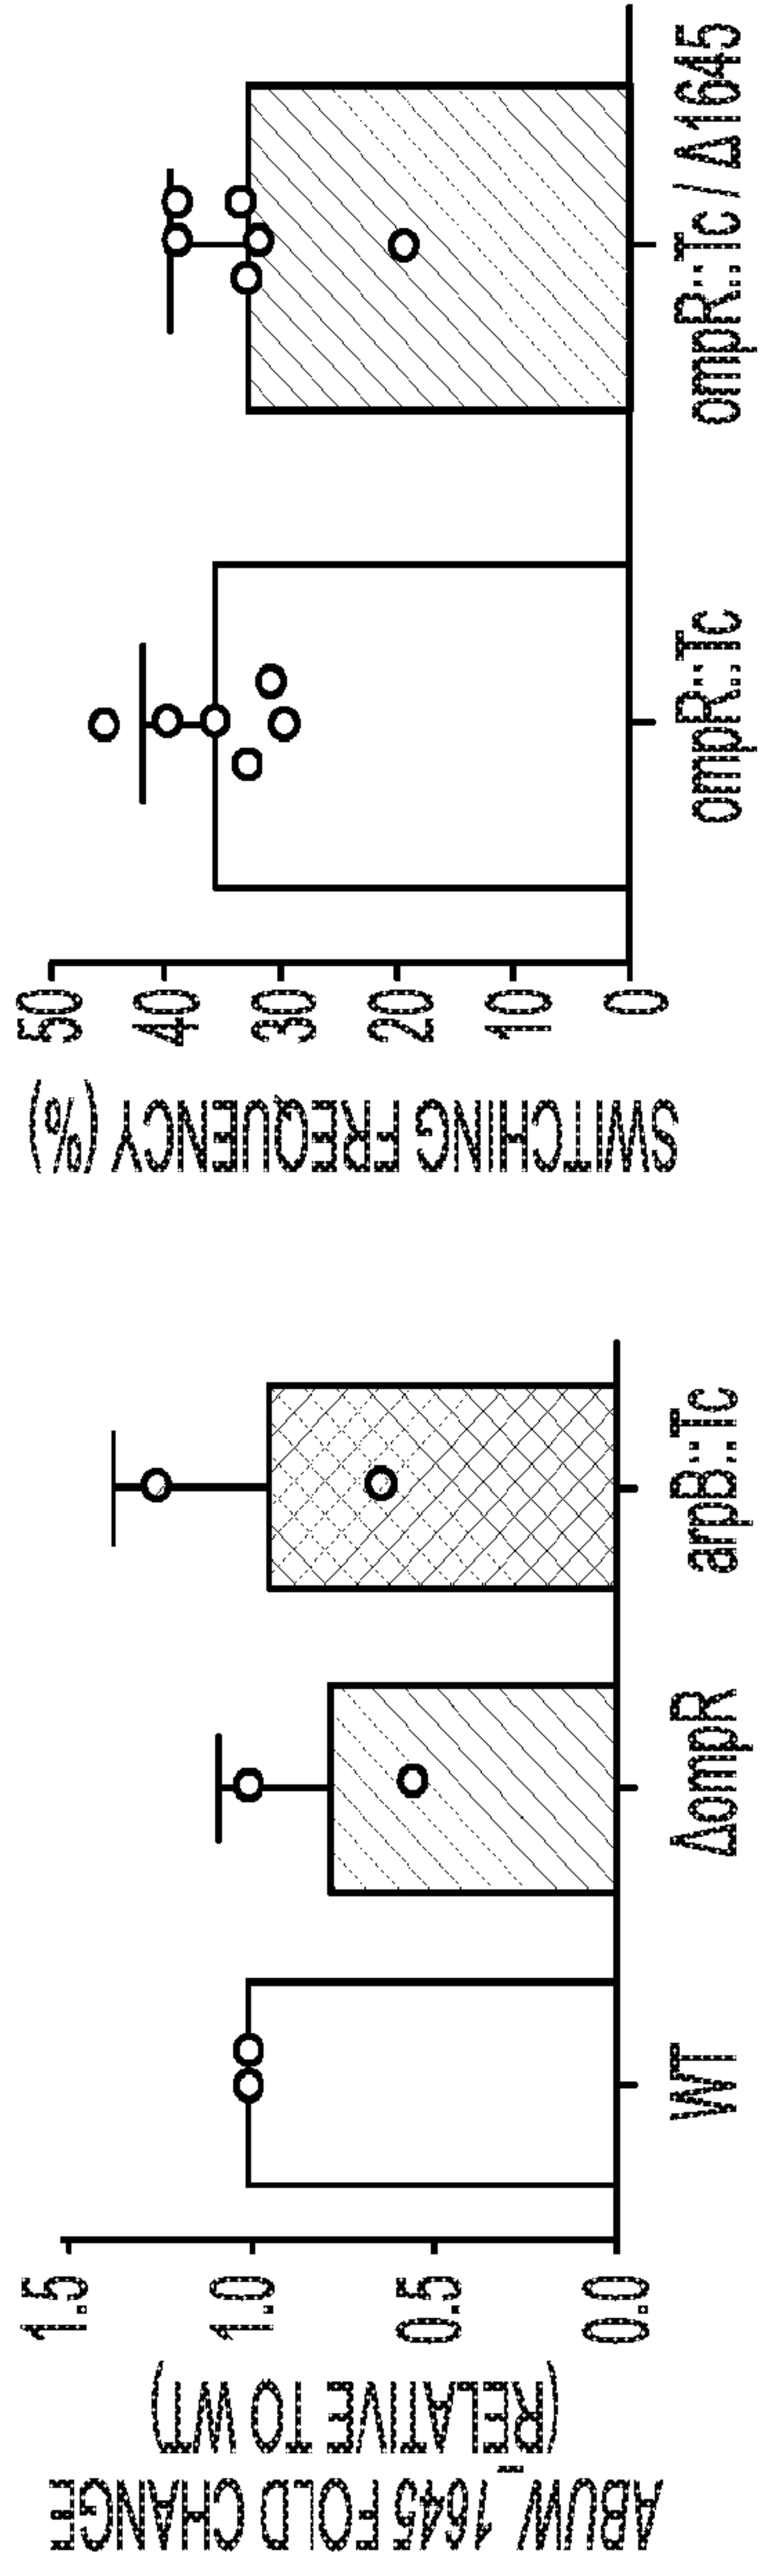 ABUW_1645 FOLD CHANGE
(RELATIVE TO WT)
1.5
1.0
0.5
0.0
WT
ΔompR
arpB::Tc
SWITCHING FREQUENCY (%)
50
40
30
20
10
0
ompR::Tc
ompR::Tc / Δ1645